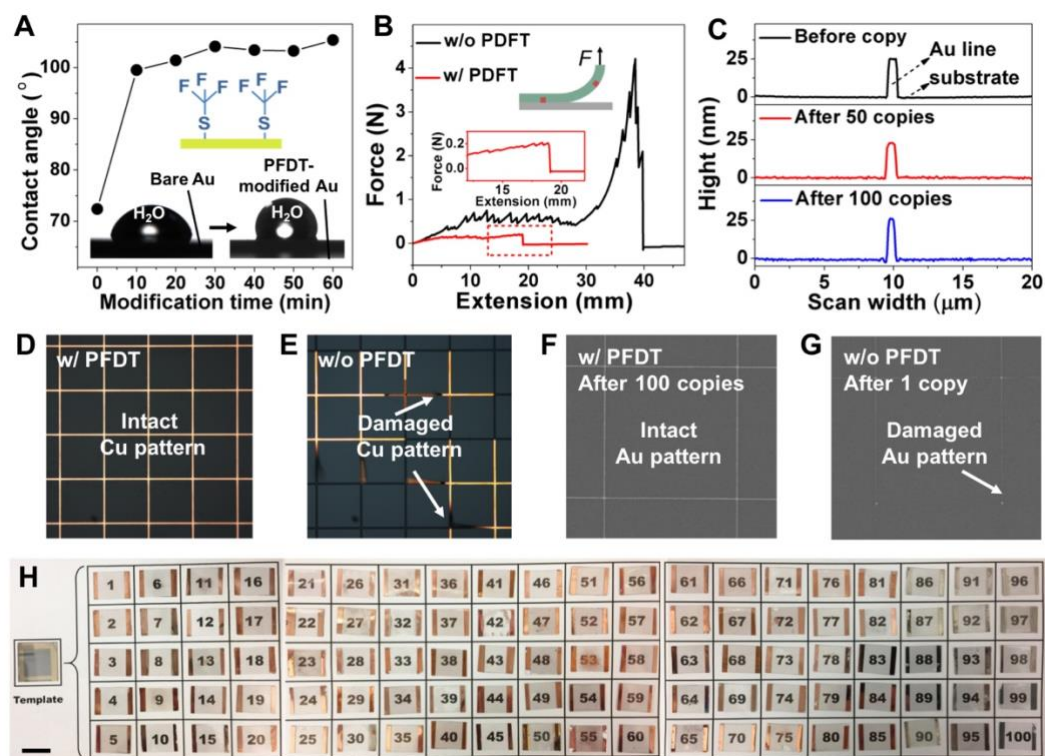 A
Contact angle (°)
100
90
80
70
F F F F F F
S S
Bare Au
PFDT-
modified Au
H₂O
H₂O
0 10 20 30 40 50 60
Modification time (min)
B
w/o PDFT
w/ PDFT
F
Force (N)
4
3
2
1
0
Force (N)
0.2
0.0
15 20
Extension (mm)
0 10 20 30 40
Extension (mm)
C
Before copy
Au line
substrate
After 50 copies
After 100 copies
Hight (nm)
25
0
25
0
25
0
0 5 10 15 20
Scan width (μm)
D
w/ PFDT
Intact
Cu pattern
E
w/o PFDT
Damaged
Cu pattern
F
w/ PFDT
After 100 copies
Intact
Au pattern
G
w/o PFDT
After 1 copy
Damaged
Au pattern
H
Template
1 6 11 16 21 26 31 36 41 46 51 56 61 66 71 76 81 86 91 96
2 7 12 17 22 27 32 37 42 47 52 57 62 67 72 77 82 87 92 97
3 8 13 18 23 28 33 38 43 48 53 58 63 68 73 78 83 88 93 98
4 9 14 19 24 29 34 39 44 49 54 59 64 69 74 79 84 89 94 99
5 10 15 20 25 30 35 40 45 50 55 60 65 70 75 80 85 90 95 100